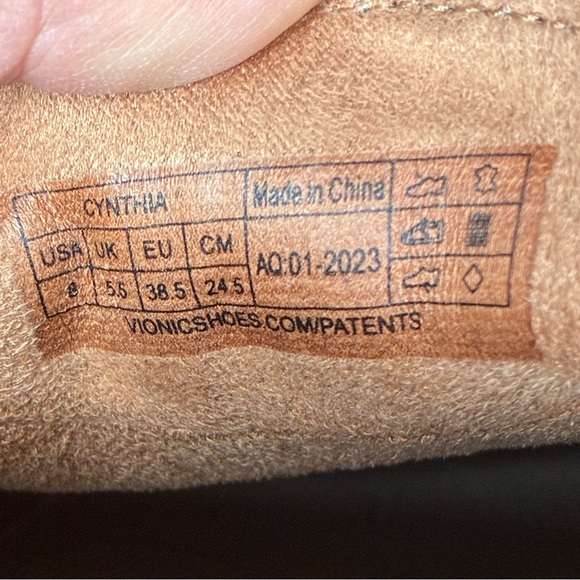 CYNTHIA Made in China
USA UK EU CM AQ:01-2023
8 5.5 38.5 24.5
VIONICSHOES.COM/PATENTS